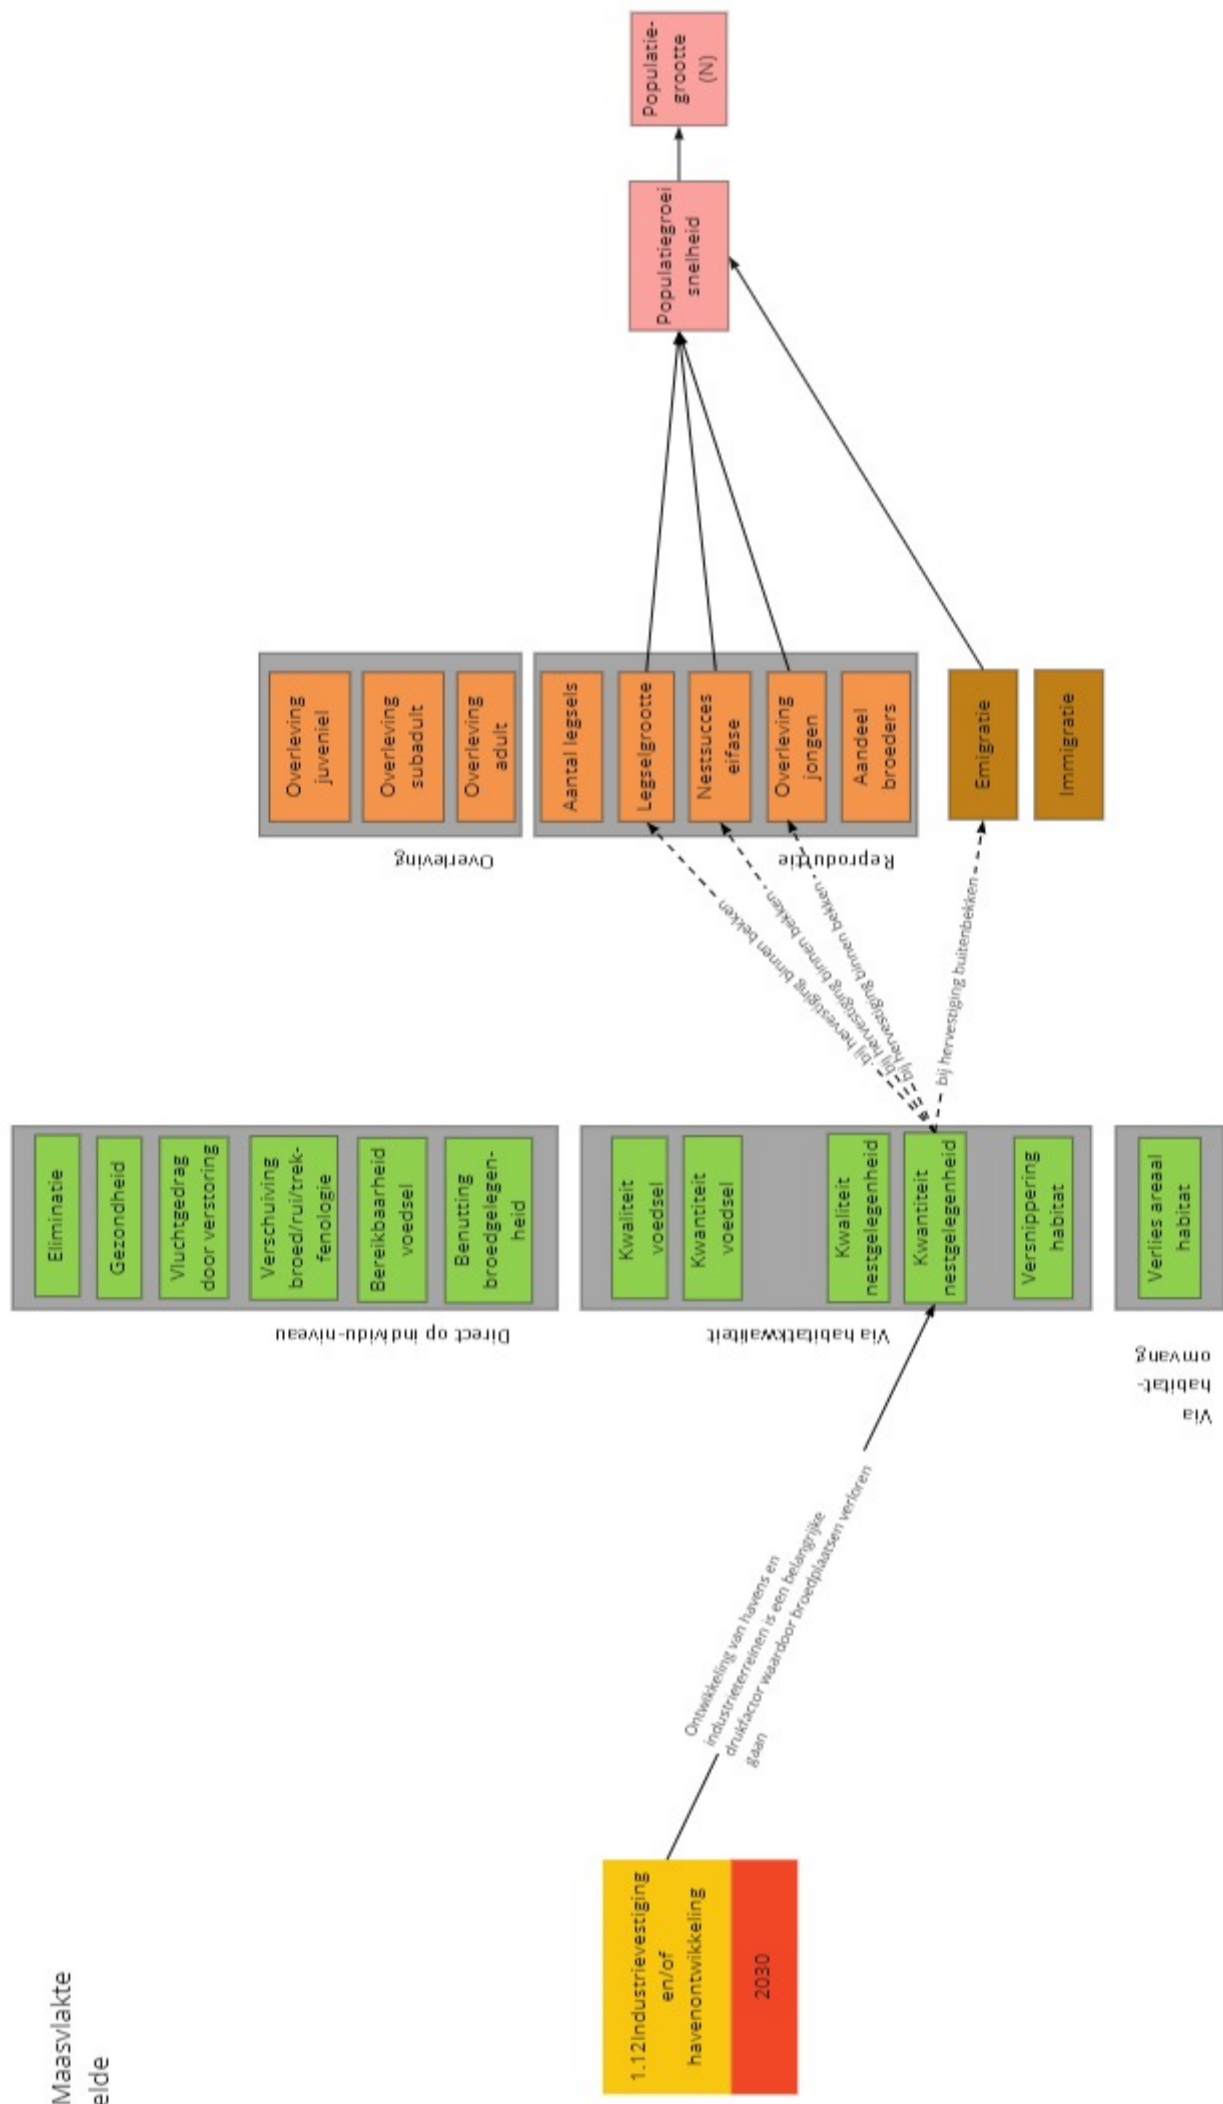 Maasvlakte
elde
1.12Industrievestiging
en/of
havenontwikkeling
2030
Ontwikkeling van havens en
industrieterreinen is een belangrijke
drukfactor waardoor broedplaatsen verloren
gaan
Direct op individu-niveau
Eliminatie
Gezondheid
Vluchtgedrag
door verstoring
Verschuiving
broed/rui/trek-
fenologie
Bereikbaarheid
voedsel
Benutting
broedgelegen-
heid
Via habitatkwaliteit
Kwaliteit
voedsel
Kwantiteit
voedsel
Kwaliteit
nestgelegenheid
Kwantiteit
nestgelegenheid
Versnippering
habitat
Via
habitat-
omvang
Verlies areaal
habitat
bij hervestiging binnen bekken
bij hervestiging binnen bekken
bij hervestiging binnen bekken
bij hervestiging buitenbekken
Overleving
Overleving
juveniel
Overleving
subadult
Overleving
adult
Reproductie
Aantal legsels
Legselgrootte
Nestsucces
eifase
Overleving
jongen
Aandeel
broeders
Emigratie
Immigratie
Populatiegroei
snelheid
Populatie-
grootte
(N)